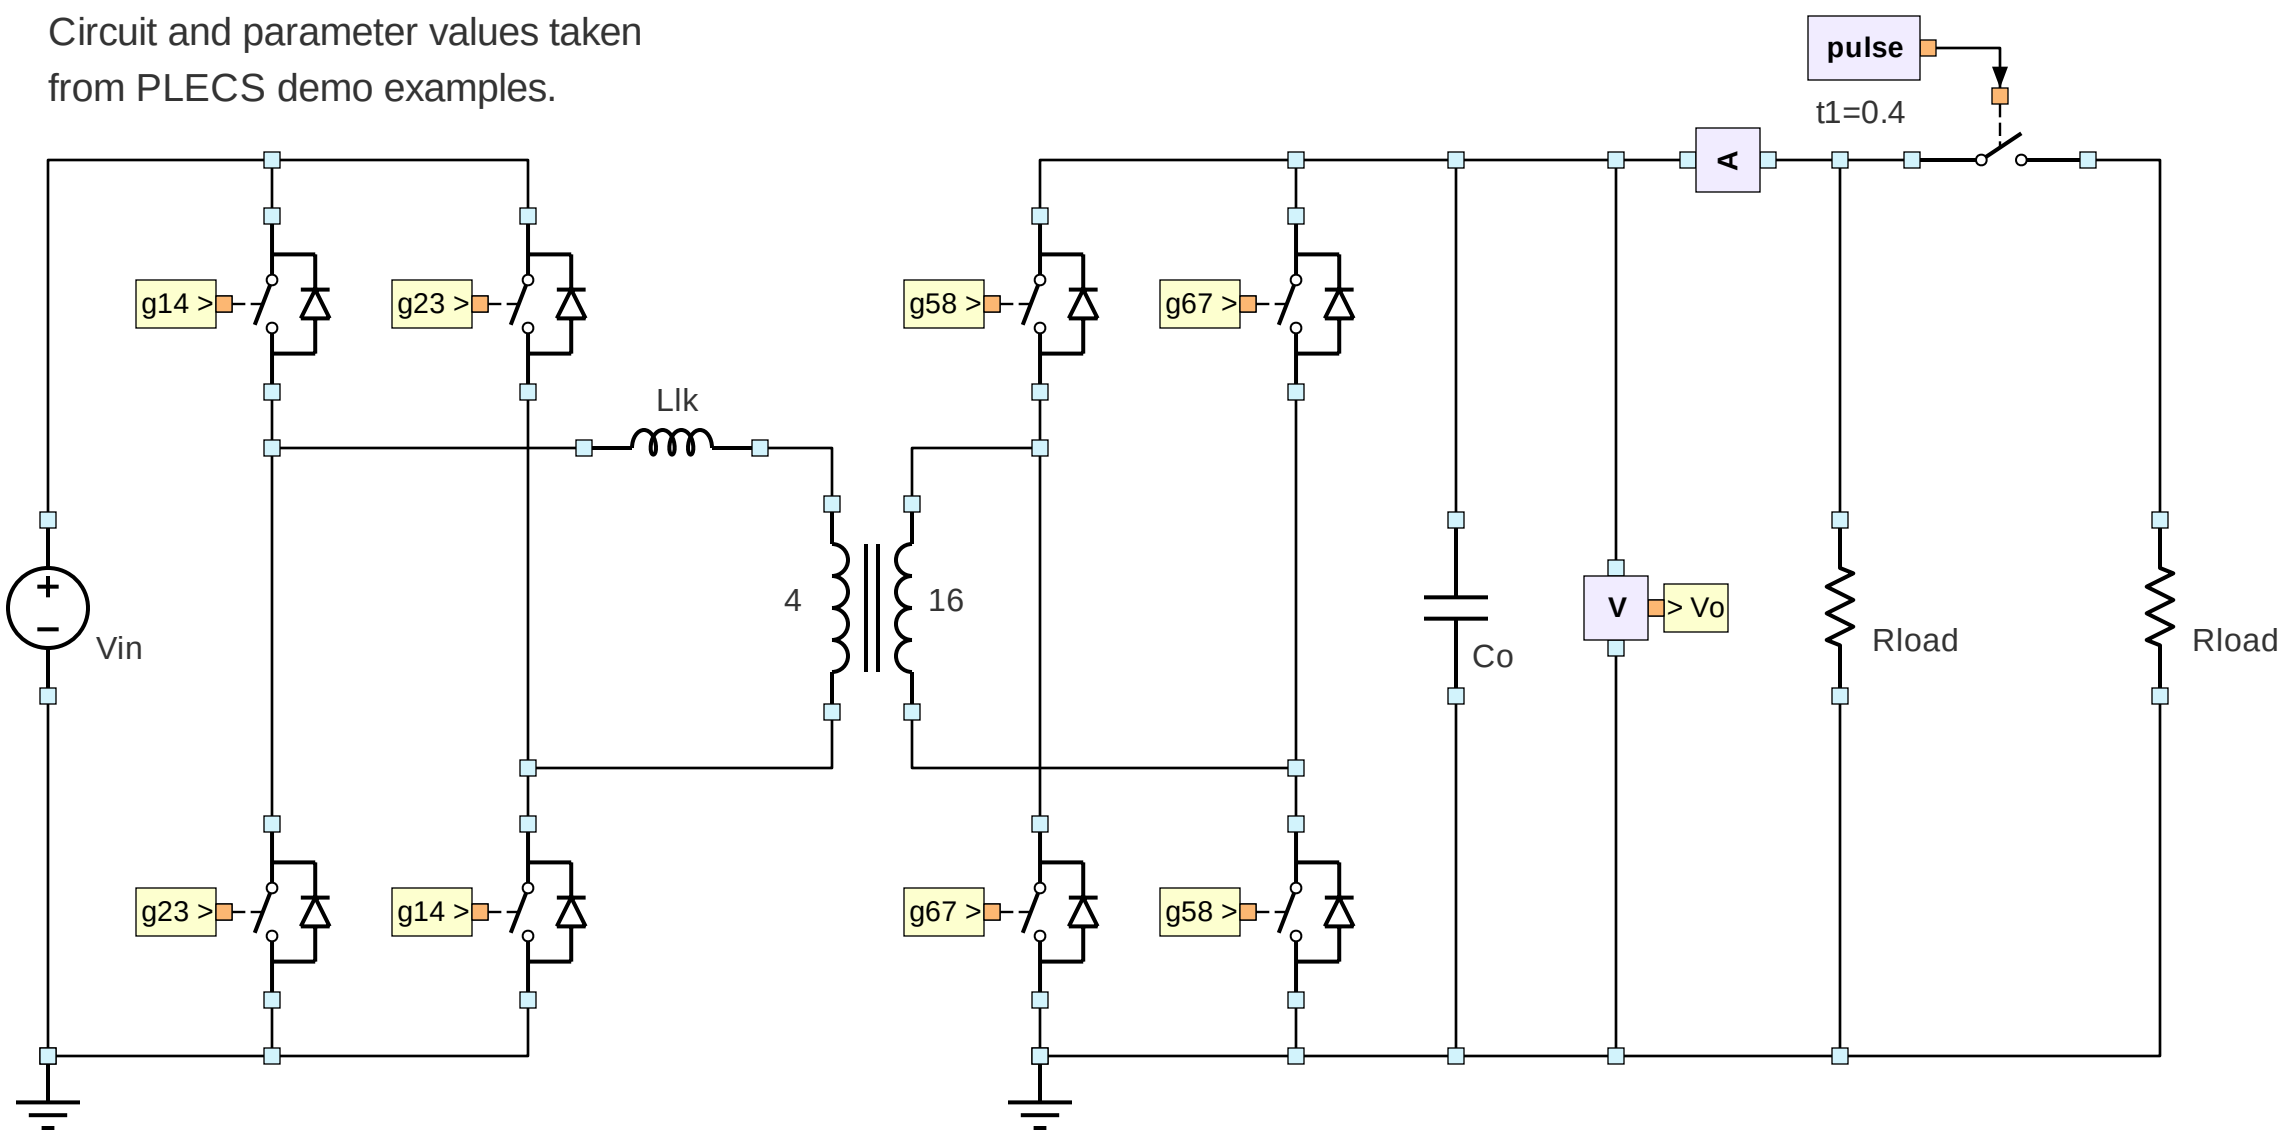 Circuit and parameter values taken
from PLECS demo examples.
pulse
t1=0.4
A
g14 >
g23 >
g58 >
g67 >
Llk
4
16
+
−
Vin
V
> Vo
Co
Rload
Rload
g23 >
g14 >
g67 >
g58 >